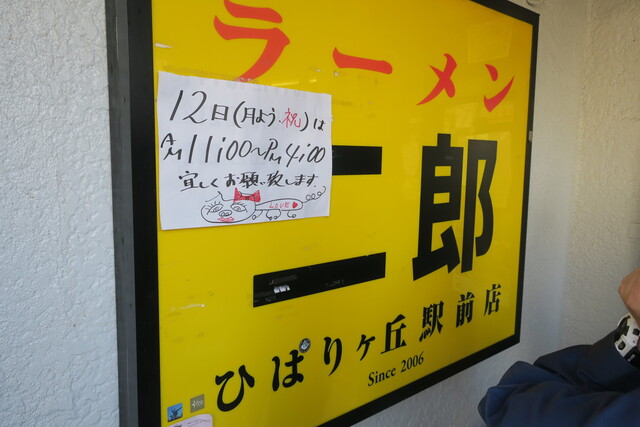 ラーメン
12日(月よう、祝)は
AM11:00~PM4:00
宜しくお願い致します.
LOVE
二郎
ひばりヶ丘駅前店
Since 2006